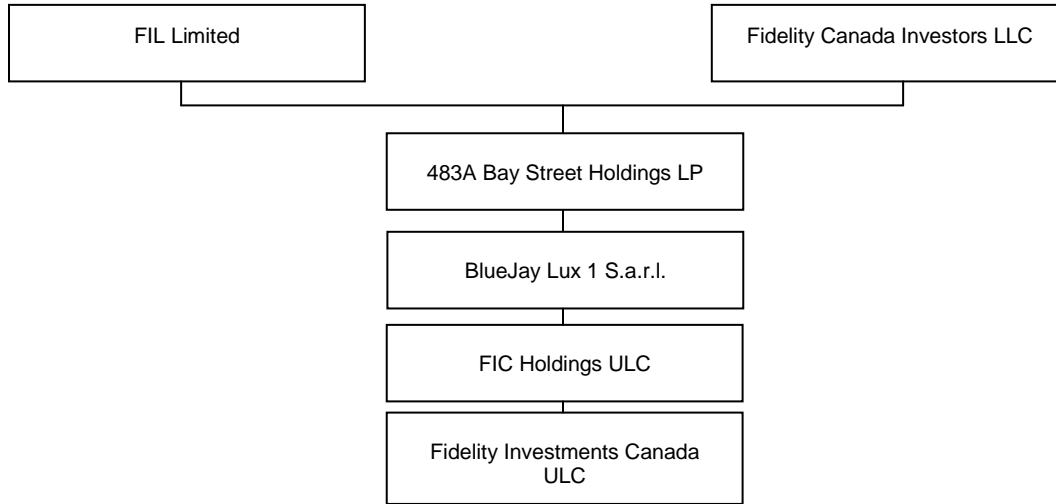 FIL Limited
Fidelity Canada Investors LLC
483A Bay Street Holdings LP
BlueJay Lux 1 S.a.r.l.
FIC Holdings ULC
Fidelity Investments Canada
ULC